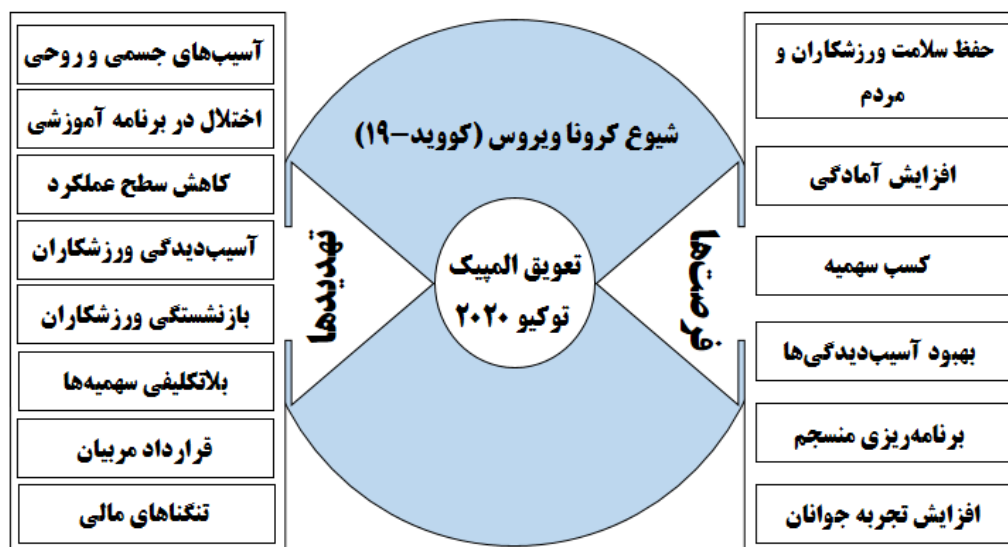 شیوع کرونا ویروس (کووید-۱۹)
تعویق المپیک
توکیو ۲۰۲۰
فرصت‌ها
حفظ سلامت ورزشکاران و
مردم
افزایش آمادگی
کسب سهمیه
بهبود آسیب‌دیدگی‌ها
برنامه‌ریزی منسجم
افزایش تجربه جوانان
تهدیدها
آسیب‌های جسمی و روحی
اختلال در برنامه آموزشی
کاهش سطح عملکرد
آسیب‌دیدگی ورزشکاران
بازنشستگی ورزشکاران
بلاتکلیفی سهمیه‌ها
قرارداد مربیان
تنگناهای مالی